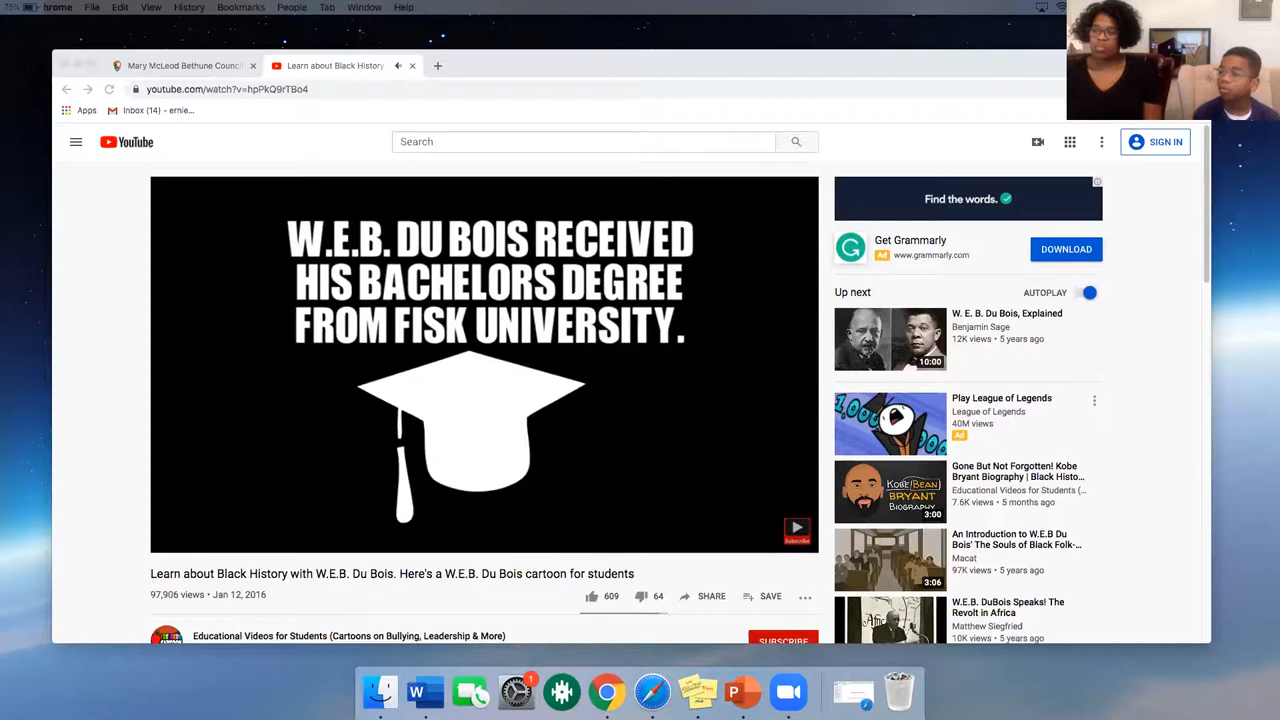 75%
hrome File Edit View History Bookmarks People Tab Window Help
Mary McLeod Bethune Counci
Learn about Black History
youtube.com/watch?v=hpPkQ9rTBo4
Apps Inbox (14) – ernie...
YouTube
Search
SIGN IN
W.E.B. DU BOIS RECEIVED
HIS BACHELORS DEGREE
FROM FISK UNIVERSITY.
Subscribe
Learn about Black History with W.E.B. Du Bois. Here's a W.E.B. Du Bois cartoon for students
97,906 views • Jan 12, 2016
609 64 SHARE SAVE
Educational Videos for Students (Cartoons on Bullying, Leadership & More)
SUBSCRIBE
Find the words.
Get Grammarly
Ad www.grammarly.com
DOWNLOAD
Up next
AUTOPLAY
W. E. B. Du Bois, Explained
Benjamin Sage
12K views • 5 years ago
10:00
Play League of Legends
League of Legends
40M views
Ad
Gone But Not Forgotten! Kobe
Bryant Biography | Black Histo...
Educational Videos for Students (...
7.6K views • 5 months ago
KOBE BEAN
BRYANT
BIOGRAPHY
3:00
An Introduction to W.E.B Du
Bois' The Souls of Black Folk-...
Macat
97K views • 5 years ago
3:06
W.E.B. DuBois Speaks! The
Revolt in Africa
Matthew Siegfried
10K views • 5 years ago
W
1
P